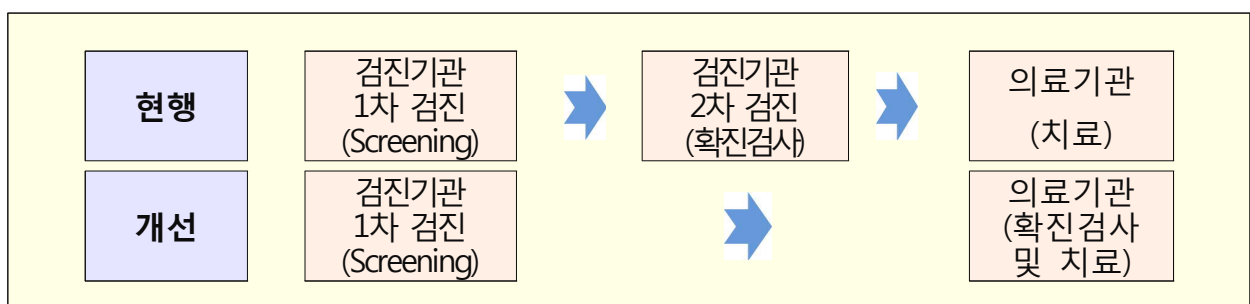 현행
검진기관
1차 검진
(Screening)
검진기관
2차 검진
(확진검사)
의료기관
(치료)
개선
검진기관
1차 검진
(Screening)
의료기관
(확진검사
및 치료)